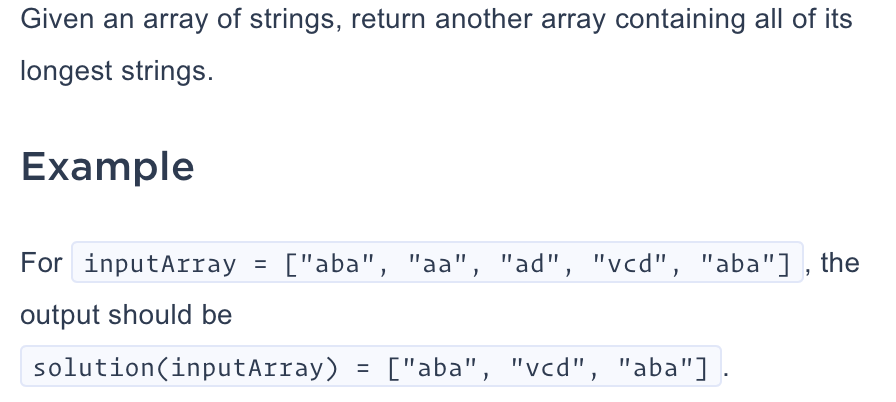 Given an array of strings, return another array containing all of its
longest strings.
Example
For inputArray = ["aba", "aa", "ad", "vcd", "aba"] , the
output should be
solution(inputArray) = ["aba", "vcd", "aba"] .